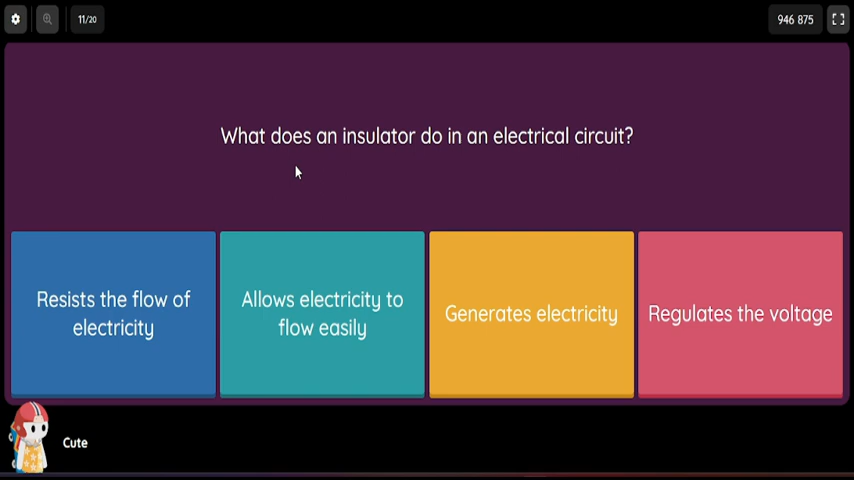 11/20
946 875
What does an insulator do in an electrical circuit?
Resists the flow of
electricity
Allows electricity to
flow easily
Generates electricity
Regulates the voltage
Cute